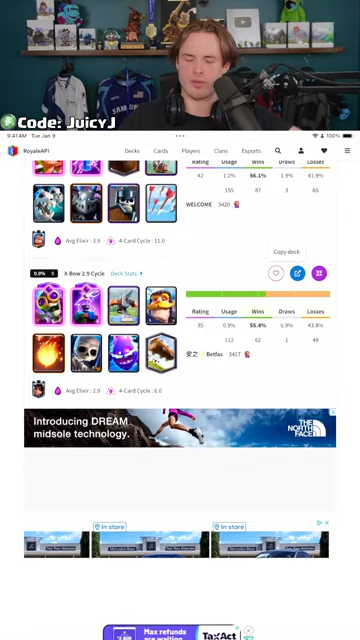 Code: JuicyJ
9:41 AM Tue Jan 9
100%
RoyaleAPI
Decks Cards Players Clans Esports
Rating Usage Wins Draws Losses
42 1.2% 56.1% 1.9% 41.9%
155 87 3 65
WELCOME 3420
Avg Elixir: 3.9 4-Card Cycle: 11.0
Copy deck
0.9% 5 X-Bow 2.9 Cycle Deck Stats
Rating Usage Wins Draws Losses
35 0.9% 55.4% 0.9% 43.8%
112 62 1 49
安之 Betfas 3417
Avg Elixir: 2.9 4-Card Cycle: 6.0
Introducing DREAM
midsole technology.
THE
NORTH
FACE
In store
In store
Max refunds
are waiting
TaxAct